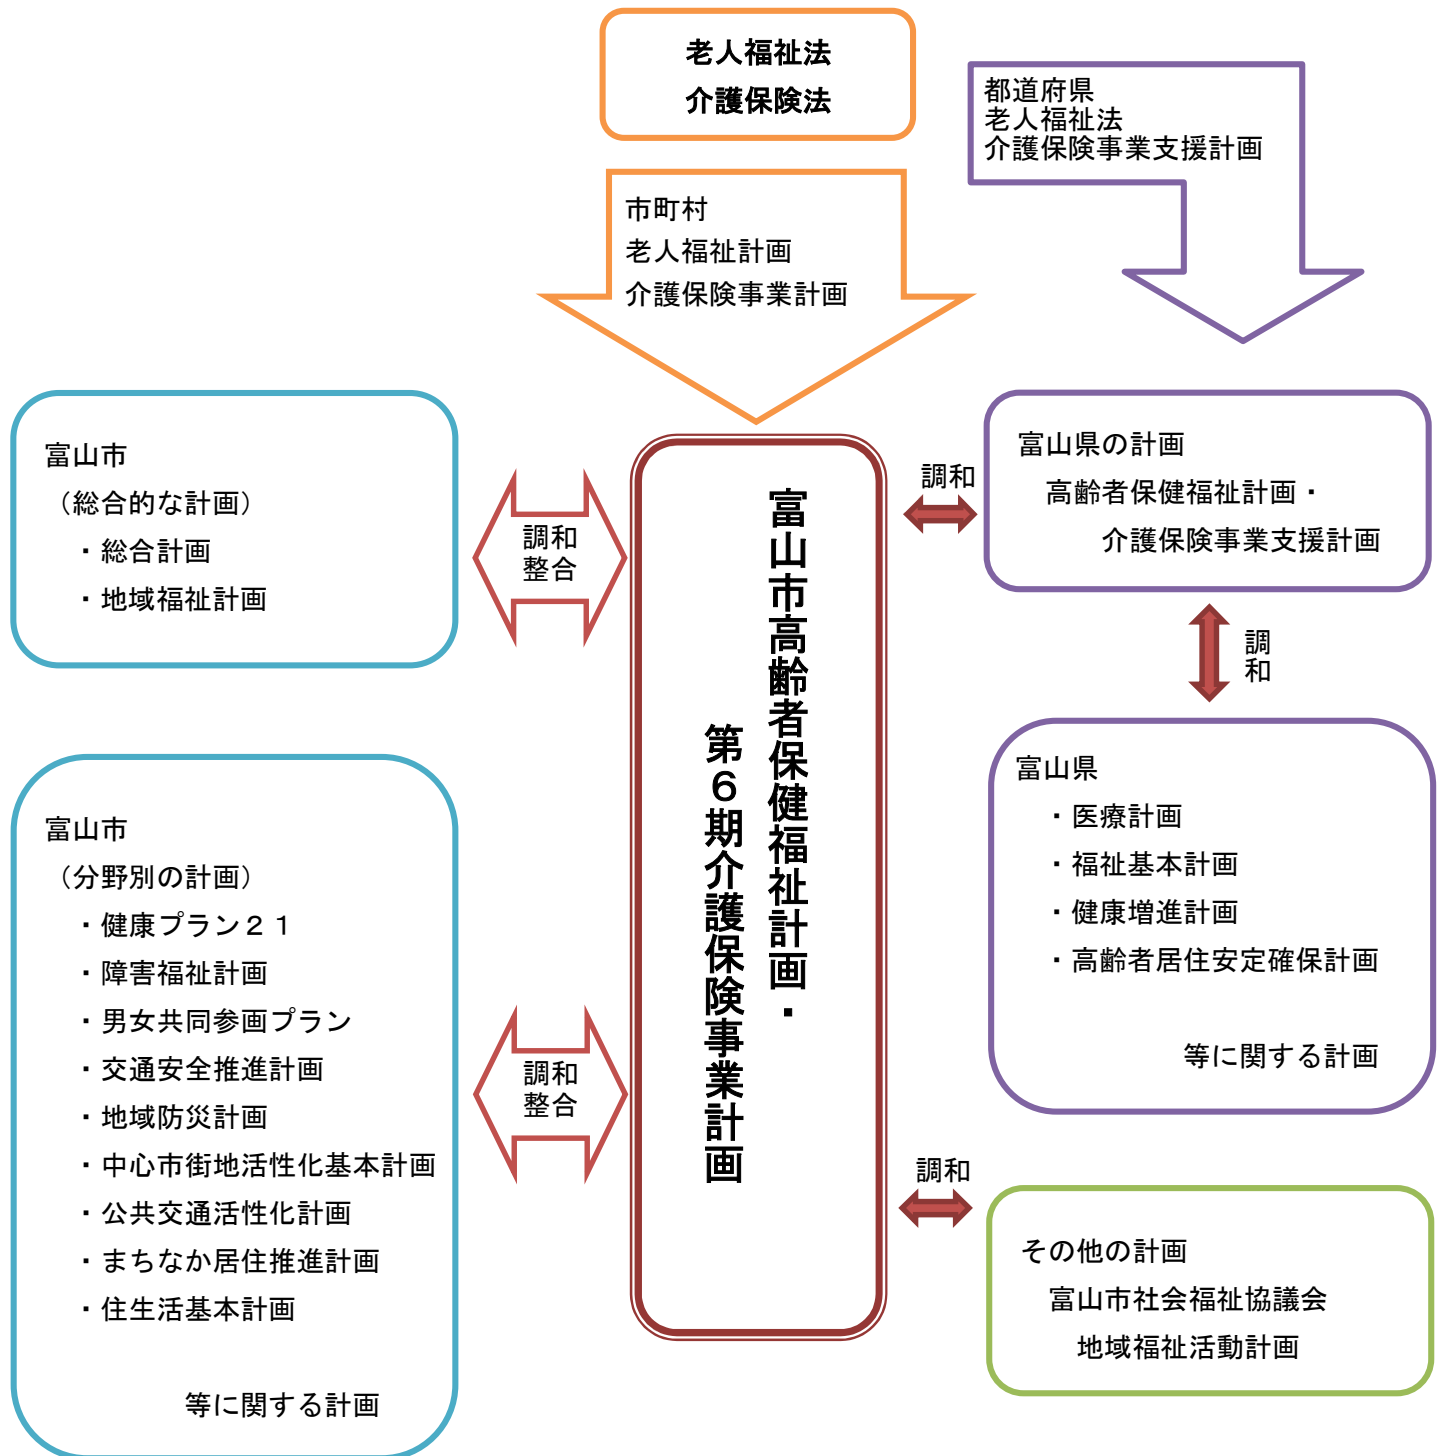 老人福祉法
介護保険法
都道府県
老人福祉法
介護保険事業支援計画
市町村
老人福祉計画
介護保険事業計画
富山市
（総合的な計画）
・総合計画
・地域福祉計画
調和
整合
富山市高齢者保健福祉計画・
第６期介護保険事業計画
調和
富山県の計画
高齢者保健福祉計画・
介護保険事業支援計画
調和
富山県
・医療計画
・福祉基本計画
・健康増進計画
・高齢者居住安定確保計画
等に関する計画
富山市
（分野別の計画）
・健康プラン２１
・障害福祉計画
・男女共同参画プラン
・交通安全推進計画
・地域防災計画
・中心市街地活性化基本計画
・公共交通活性化計画
・まちなか居住推進計画
・住生活基本計画
等に関する計画
調和
整合
調和
その他の計画
富山市社会福祉協議会
地域福祉活動計画